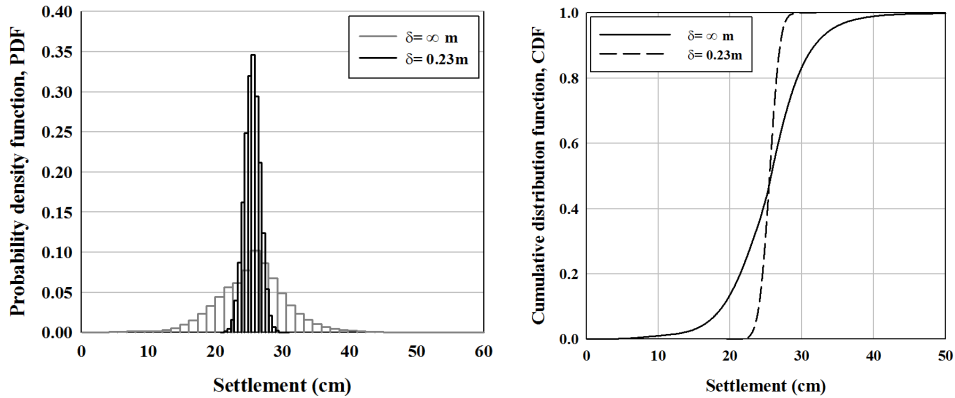 Probability density function, PDF
0.40
0.35
0.30
0.25
0.20
0.15
0.10
0.05
0.00
δ= ∞ m
δ= 0.23m
0 10 20 30 40 50 60
Settlement (cm)
Cumulative distribution function, CDF
1.0
0.8
0.6
0.4
0.2
0.0
δ= ∞ m
δ= 0.23m
0 10 20 30 40 50
Settlement (cm)